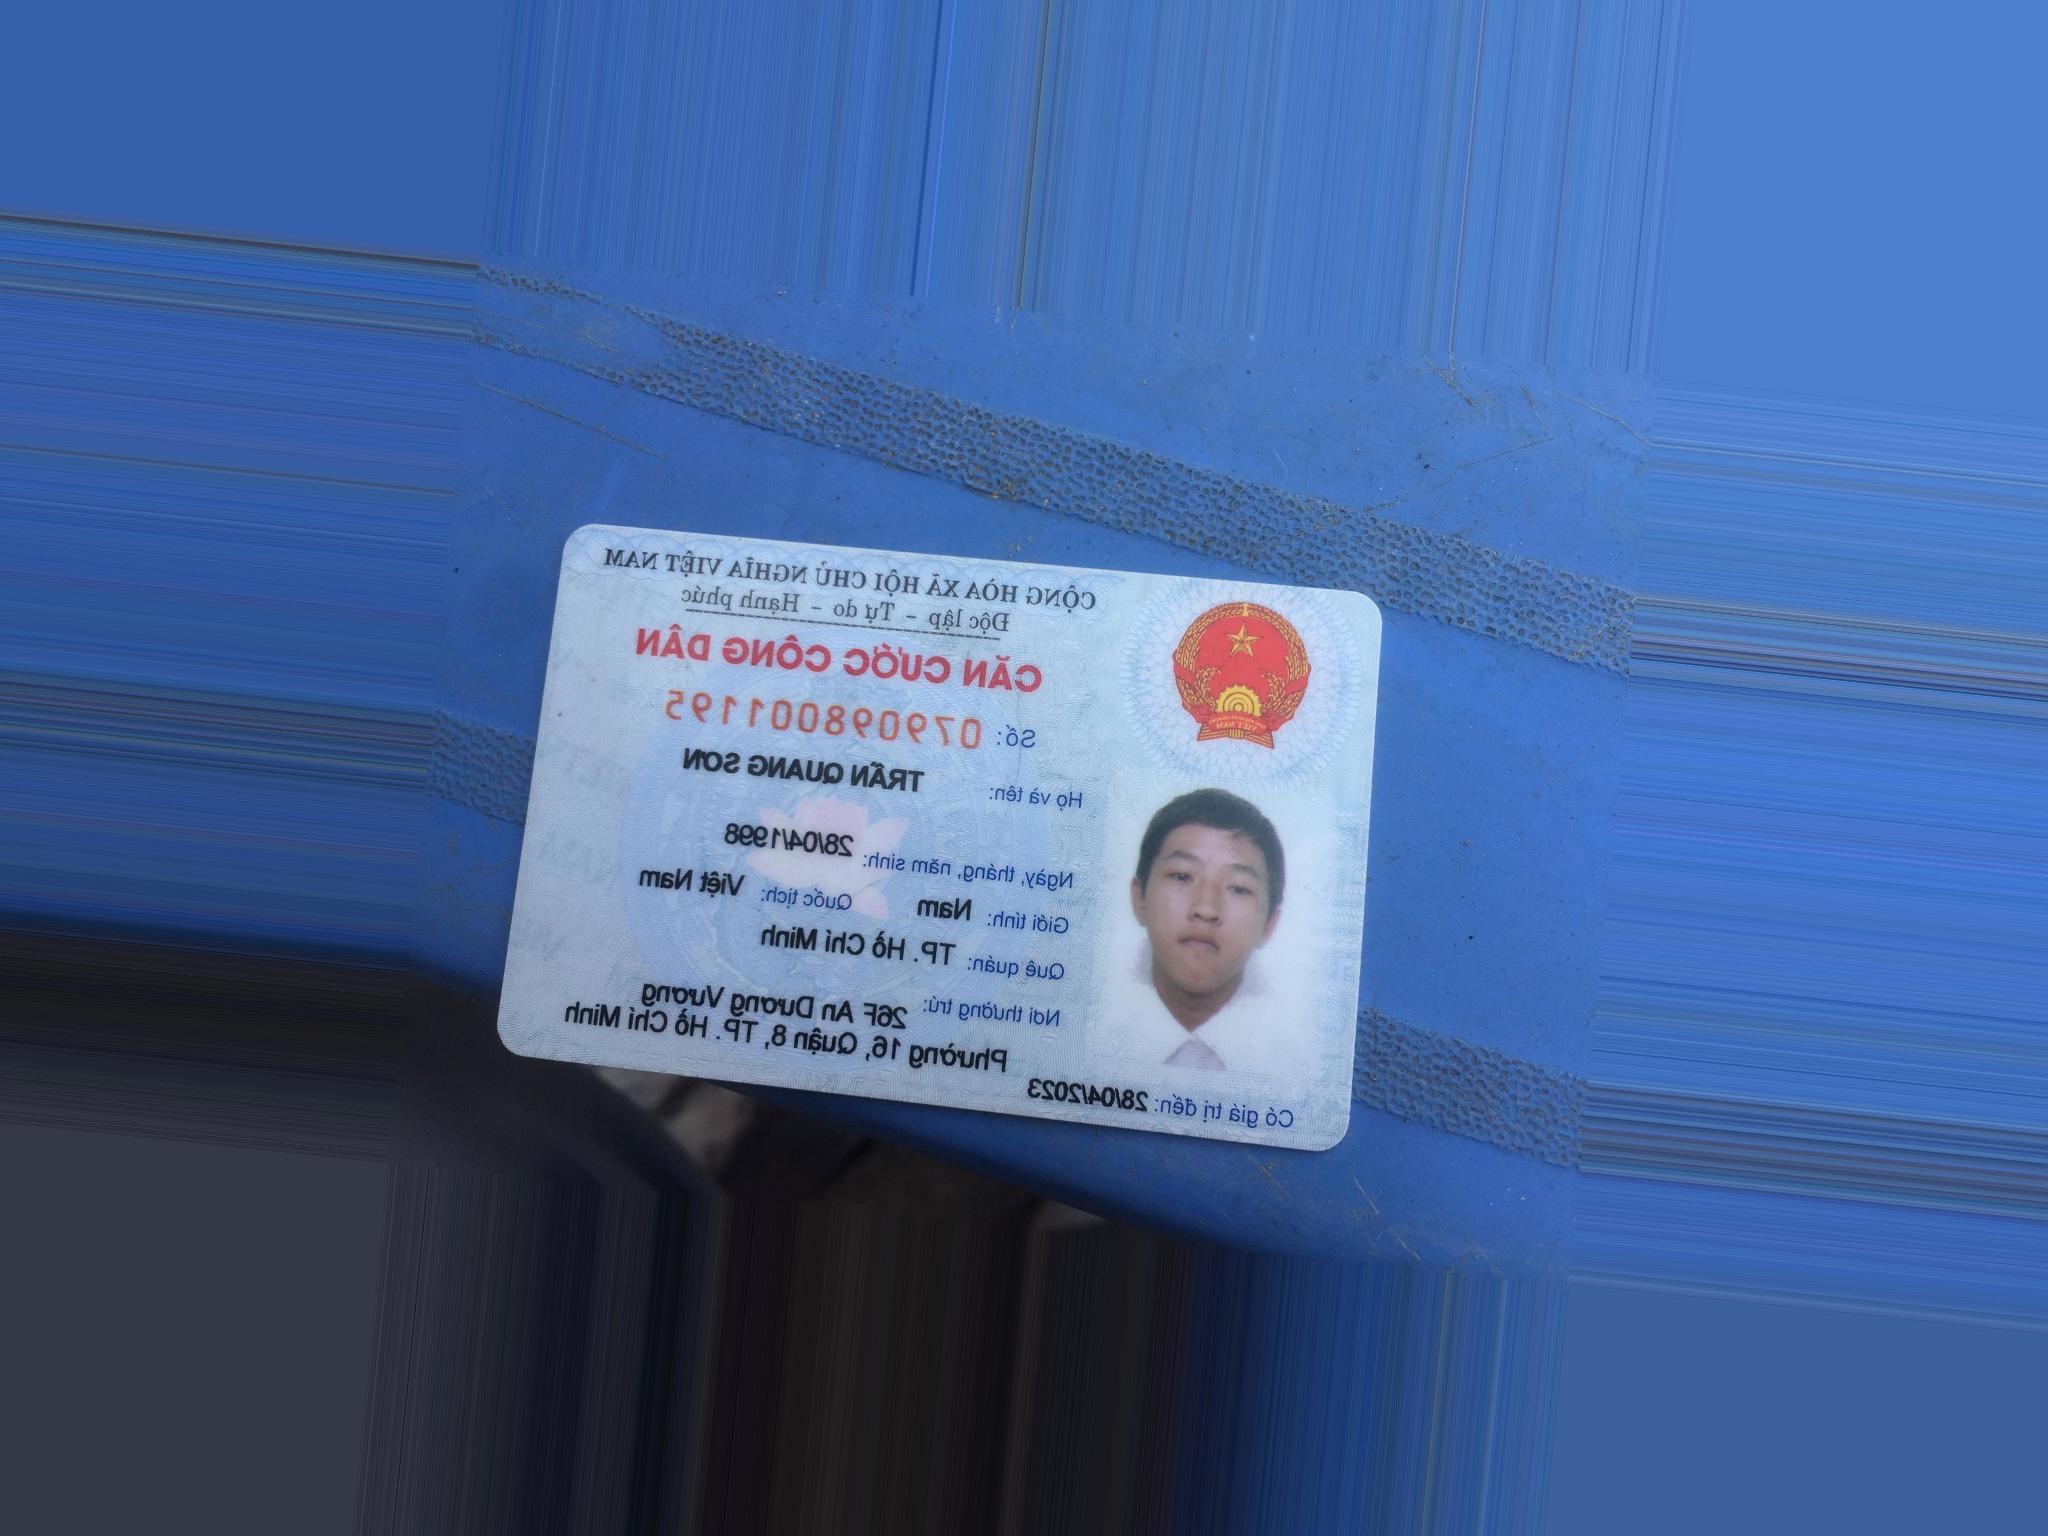 CỘNG HÒA XÃ HỘI CHỦ NGHĨA VIỆT NAM
Độc lập - Tự do - Hạnh phúc
CĂN CƯỚC CÔNG DÂN
Số: 079098001195
Họ và tên: TRẦN QUANG SƠN
Ngày, tháng, năm sinh: 28/04/1998
Giới tính: Nam Quốc tịch: Việt Nam
Quê quán: TP. Hồ Chí Minh
Nơi thường trú: 26F An Dương Vương
Phường 16, Quận 8, TP. Hồ Chí Minh
Có giá trị đến: 28/04/2023
VIỆT NAM